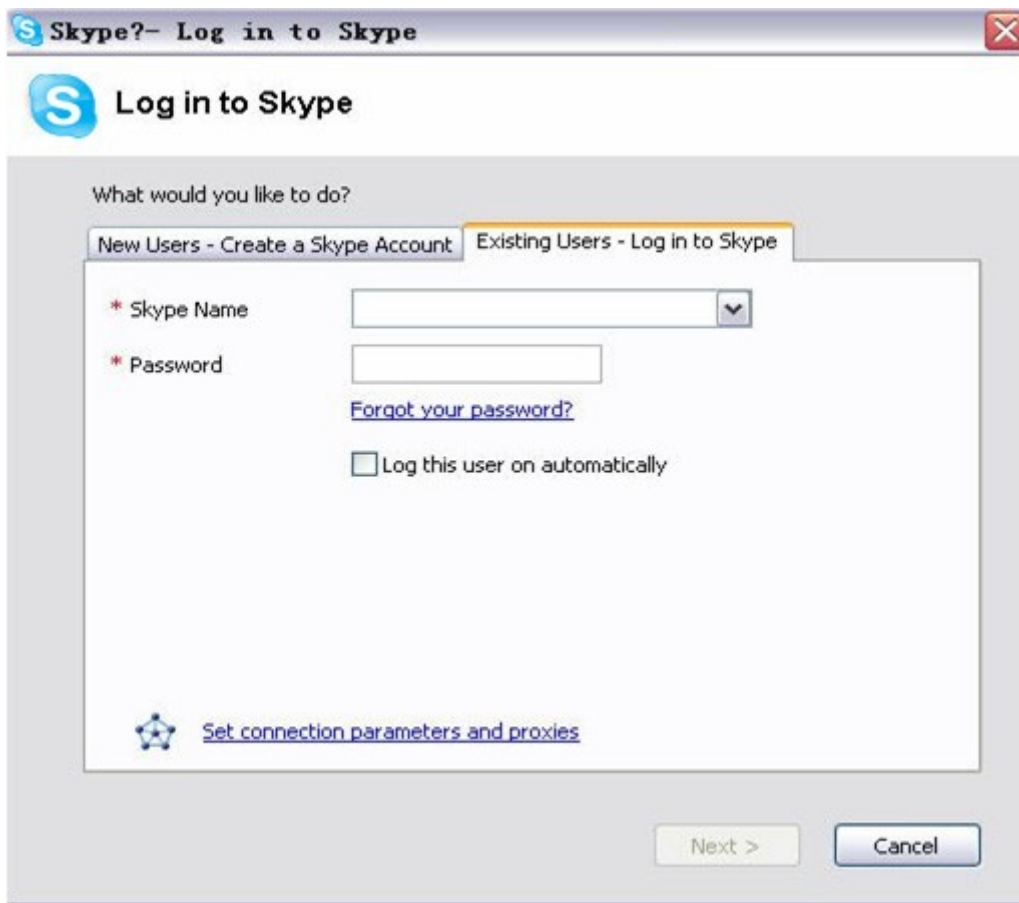 Skype?- Log in to Skype
Log in to Skype
What would you like to do?
New Users - Create a Skype Account
Existing Users - Log in to Skype
* Skype Name
* Password
Forgot your password?
Log this user on automatically
Set connection parameters and proxies
Next >
Cancel